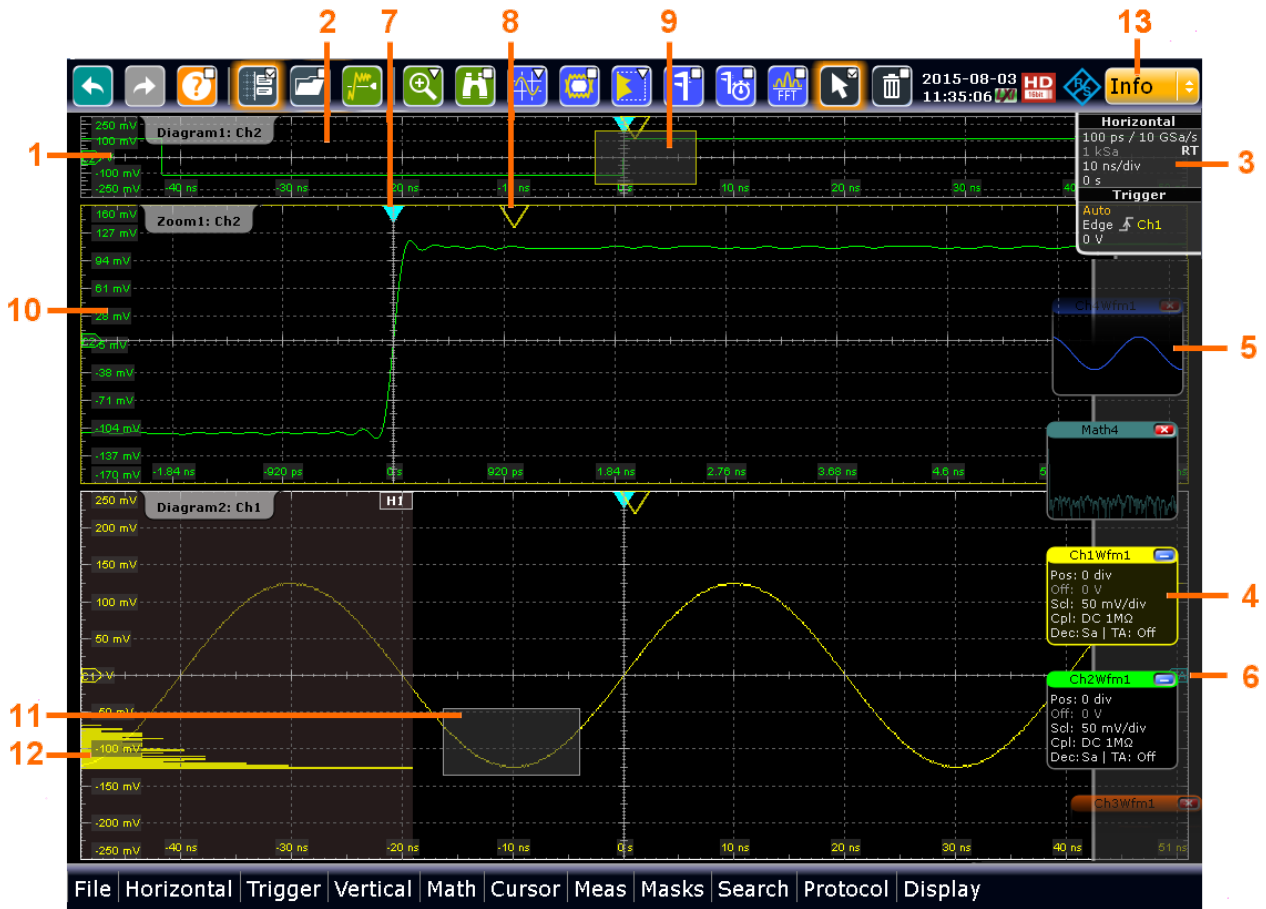 2 7 8 9 13
2015-08-03
11:35:06
HD
16bit
R S
Info
FFT
N
?
Horizontal
100 ps / 10 GSa/s
1 kSa RT
10 ns/div
0 s
Trigger
Auto
Edge Ch1
0 V
1
3
Diagram1: Ch2
250 mV
100 mV
-100 mV
-250 mV
-40 ns -30 ns -20 ns 0 s 10 ns 20 ns 30 ns
Zoom1: Ch2
160 mV
127 mV
94 mV
61 mV
10
28 mV
-5 mV
-38 mV
-71 mV
-104 mV
-137 mV
-170 mV
-1.84 ns -920 ps 0 s 920 ps 1.84 ns 2.76 ns 3.68 ns 4.6 ns
Ch4Wfm1
5
Math4
Diagram2: Ch1
H1
250 mV
200 mV
150 mV
100 mV
50 mV
C1
-50 mV
-100 mV
-150 mV
-200 mV
-250 mV
-40 ns -30 ns -20 ns -10 ns 0 s 10 ns 20 ns 30 ns 40 ns 51 ns
Ch1Wfm1
Pos: 0 div
Off: 0 V
Scl: 50 mV/div
Cpl: DC 1MΩ
Dec: Sa | TA: Off
4
6
Ch2Wfm1
Pos: 0 div
Off: 0 V
Scl: 50 mV/div
Cpl: DC 1MΩ
Dec: Sa | TA: Off
11
12
Ch3Wfm1
File Horizontal Trigger Vertical Math Cursor Meas Masks Search Protocol Display